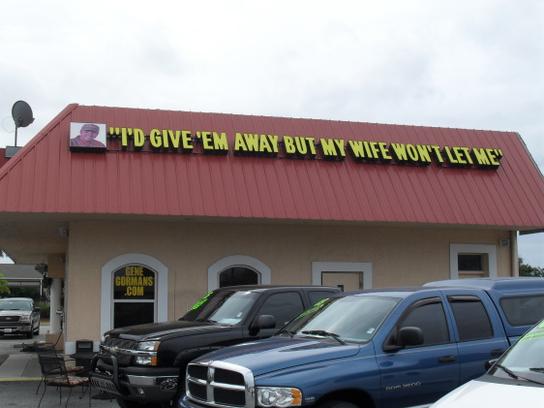 "I'D GIVE 'EM AWAY BUT MY WIFE WON'T LET ME"
GENE
GORMANS
.COM